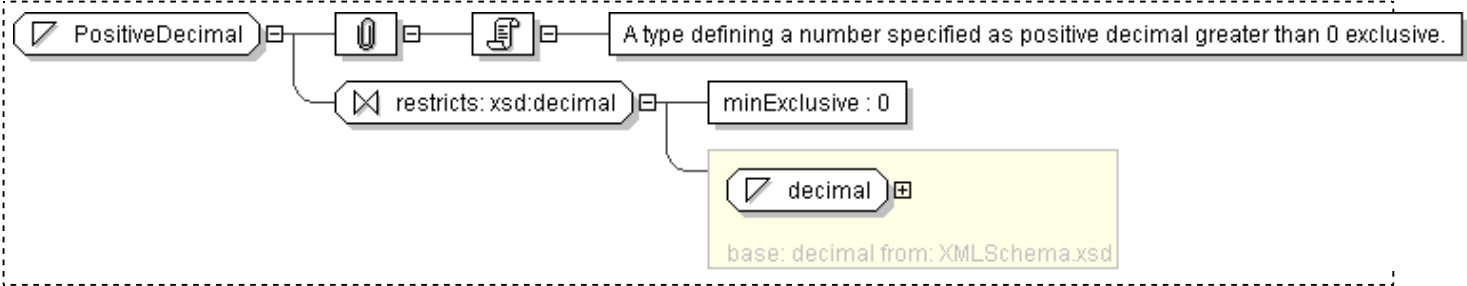 PositiveDecimal
A type defining a number specified as positive decimal greater than 0 exclusive.
restricts: xsd:decimal
minExclusive : 0
decimal
base: decimal from: XMLSchema.xsd